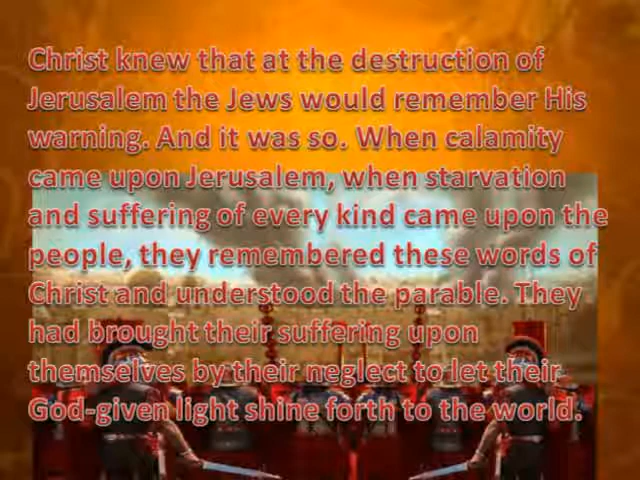 Christ knew that at the destruction of
Jerusalem the Jews would remember His
warning. And it was so. When calamity
came upon Jerusalem, when starvation
and suffering of every kind came upon the
people, they remembered these words of
Christ and understood the parable. They
had brought their suffering upon
themselves by their neglect to let their
God-given light shine forth to the world.